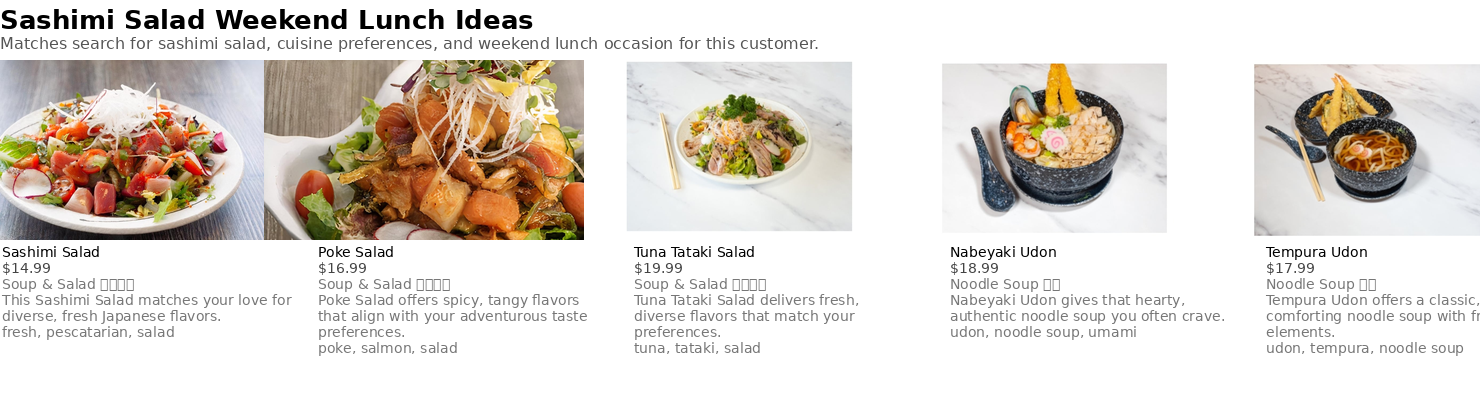 Sashimi Salad Weekend Lunch Ideas
Matches search for sashimi salad, cuisine preferences, and weekend lunch occasion for this customer.
Sashimi Salad
$14.99
Soup & Salad □□□□
This Sashimi Salad matches your love for
diverse, fresh Japanese flavors.
fresh, pescatarian, salad
Poke Salad
$16.99
Soup & Salad □□□□
Poke Salad offers spicy, tangy flavors
that align with your adventurous taste
preferences.
poke, salmon, salad
Tuna Tataki Salad
$19.99
Soup & Salad □□□□
Tuna Tataki Salad delivers fresh,
diverse flavors that match your
preferences.
tuna, tataki, salad
Nabeyaki Udon
$18.99
Noodle Soup □□
Nabeyaki Udon gives that hearty,
authentic noodle soup you often crave.
udon, noodle soup, umami
Tempura Udon
$17.99
Noodle Soup □□
Tempura Udon offers a classic,
comforting noodle soup with fr
elements.
udon, tempura, noodle soup